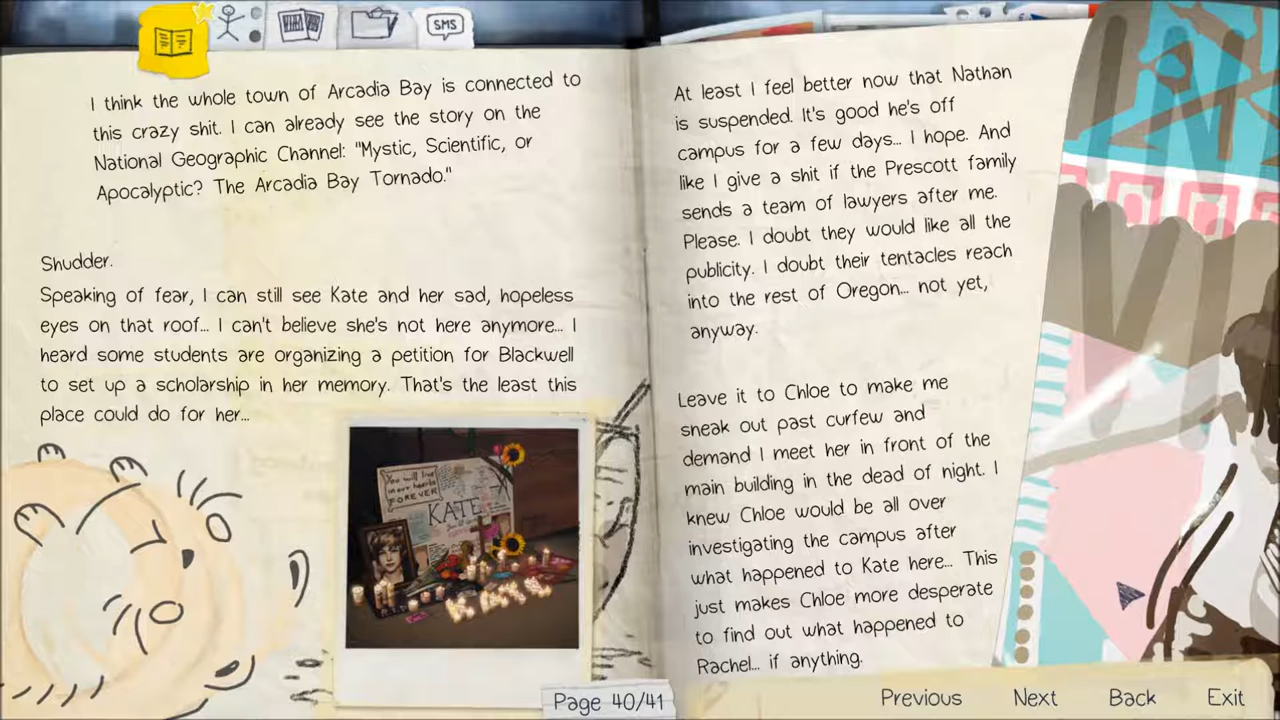 SMS
I think the whole town of Arcadia Bay is connected to
this crazy shit. I can already see the story on the
National Geographic Channel: "Mystic, Scientific, or
Apocalyptic? The Arcadia Bay Tornado."
Shudder.
Speaking of fear, I can still see Kate and her sad, hopeless
eyes on that roof... I can't believe she's not here anymore... I
heard some students are organizing a petition for Blackwell
to set up a scholarship in her memory. That's the least this
place could do for her...
You will live
in our hearts
FOREVER
KATE
KATE
At least I feel better now that Nathan
is suspended. It's good he's off
campus for a few days... I hope. And
like I give a shit if the Prescott family
sends a team of lawyers after me.
Please. I doubt they would like all the
publicity. I doubt their tentacles reach
into the rest of Oregon... not yet,
anyway.
Leave it to Chloe to make me
sneak out past curfew and
demand I meet her in front of the
main building in the dead of night. I
knew Chloe would be all over
investigating the campus after
what happened to Kate here... This
just makes Chloe more desperate
to find out what happened to
Rachel... if anything.
Page 40/41
Previous Next Back Exit